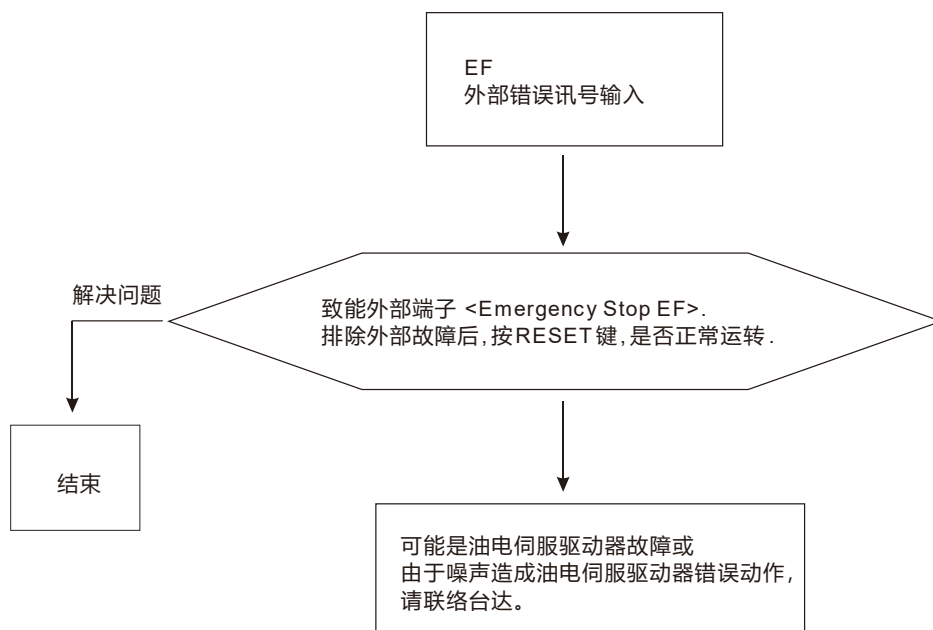 EF
外部错误讯号输入
解决问题
致能外部端子 <Emergency Stop EF>.
排除外部故障后,按RESET键,是否正常运转.
结束
可能是油电伺服驱动器故障或
由于噪声造成油电伺服驱动器错误动作,
请联络台达。